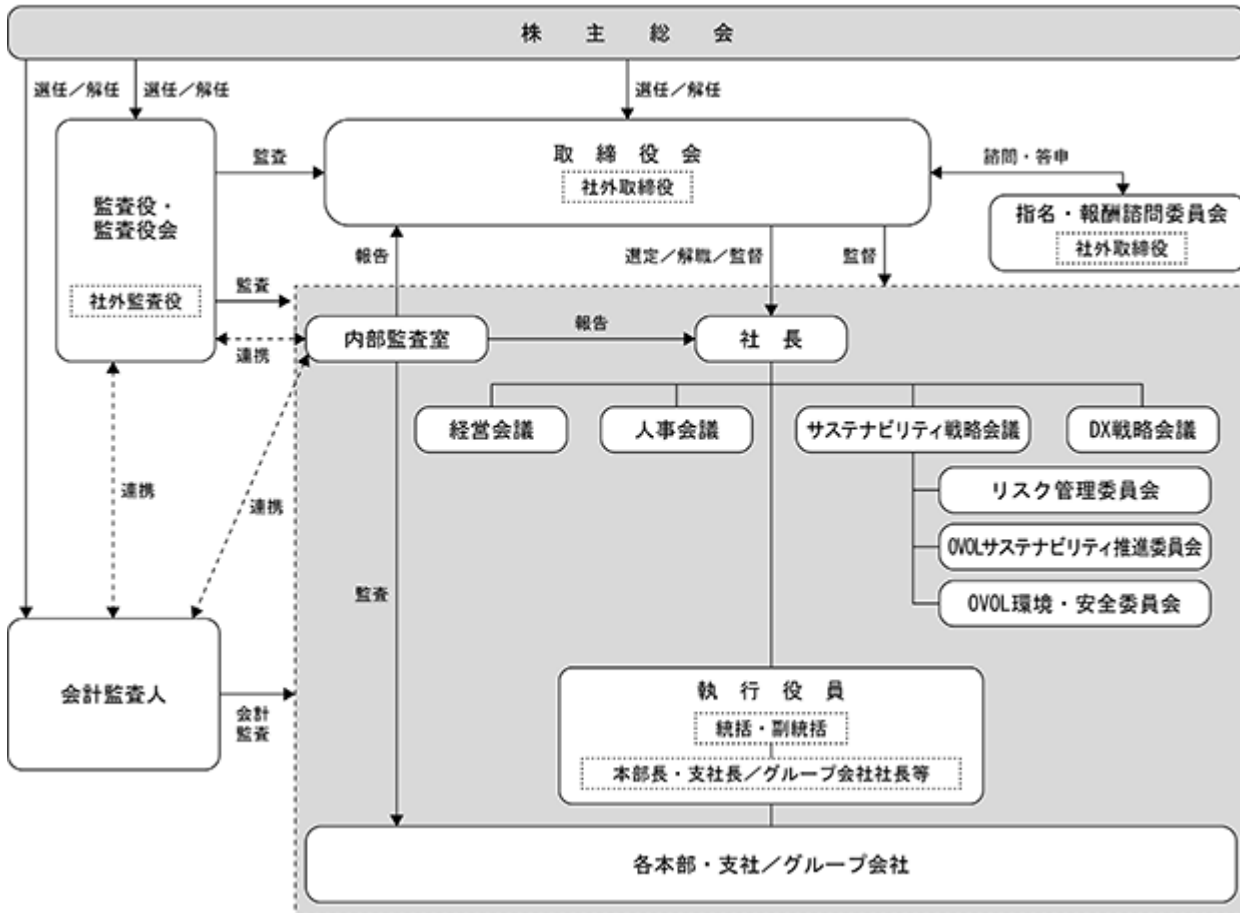 株主総会
選任／解任
選任／解任
選任／解任
取締役会
社外取締役
監査
諮問・答申
監査役・
監査役会
社外監査役
指名・報酬諮問委員会
社外取締役
報告
選定／解職／監督
監督
監査
内部監査室
報告
社長
連携
経営会議
人事会議
サステナビリティ戦略会議
DX戦略会議
リスク管理委員会
OVOLサステナビリティ推進委員会
OVOL環境・安全委員会
連携
連携
監査
会計監査人
会計
監査
執行役員
統括・副統括
本部長・支社長／グループ会社社長等
各本部・支社／グループ会社